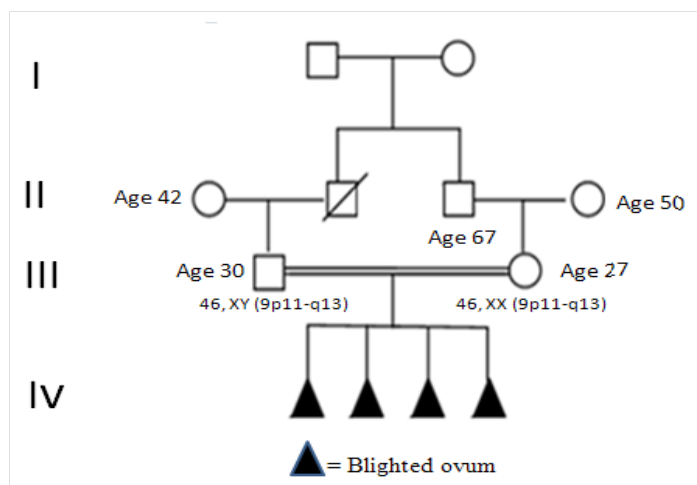 I
II
Age 42
Age 67
Age 50
III
Age 30
Age 27
46, XY (9p11-q13)
46, XX (9p11-q13)
IV
= Blighted ovum